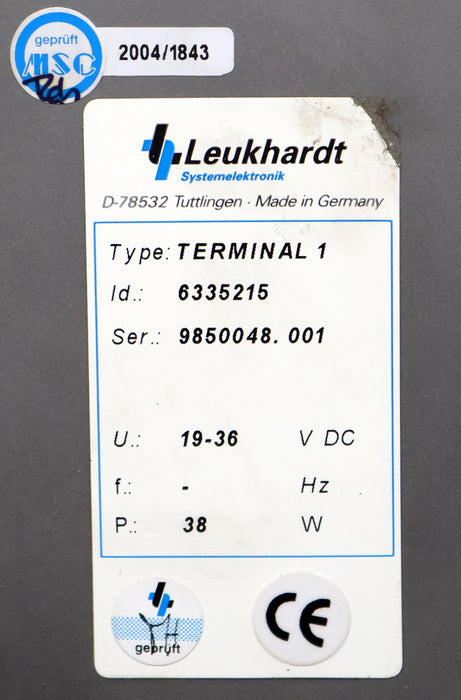 geprüft
MSC
2004/1843
Leukhardt
Systemelektronik
D-78532 Tuttlingen · Made in Germany
Type: TERMINAL 1
Id.: 6335215
Ser.: 9850048. 001
U.: 19-36 V DC
f.: - Hz
P.: 38 W
geprüft
CE